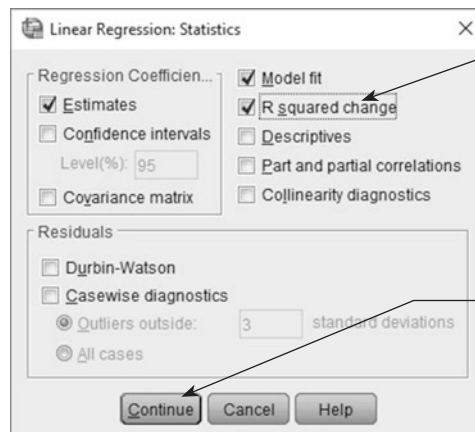 Linear Regression: Statistics
Regression Coefficien...
Estimates
Confidence intervals
Level(%): 95
Covariance matrix
Model fit
R squared change
Descriptives
Part and partial correlations
Collinearity diagnostics
Residuals
Durbin-Watson
Casewise diagnostics
Outliers outside: 3 standard deviations
All cases
Continue Cancel Help